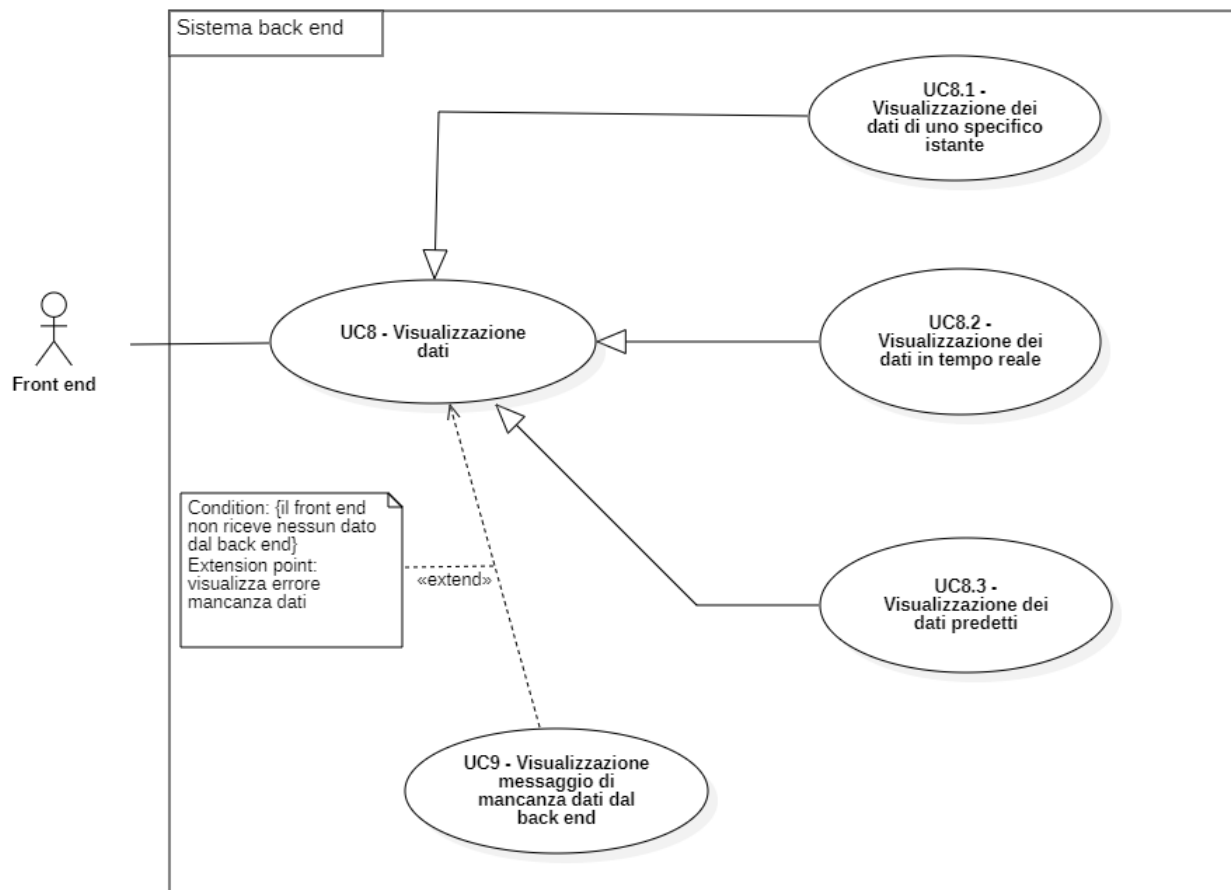 Sistema back end
UC8.1 -
Visualizzazione dei
dati di uno specifico
istante
UC8 - Visualizzazione
dati
UC8.2 -
Visualizzazione dei
dati in tempo reale
Front end
Condition: {il front end
non riceve nessun dato
dal back end}
Extension point:
visualizza errore
mancanza dati
«extend»
UC8.3 -
Visualizzazione dei
dati predetti
UC9 - Visualizzazione
messaggio di
mancanza dati dal
back end